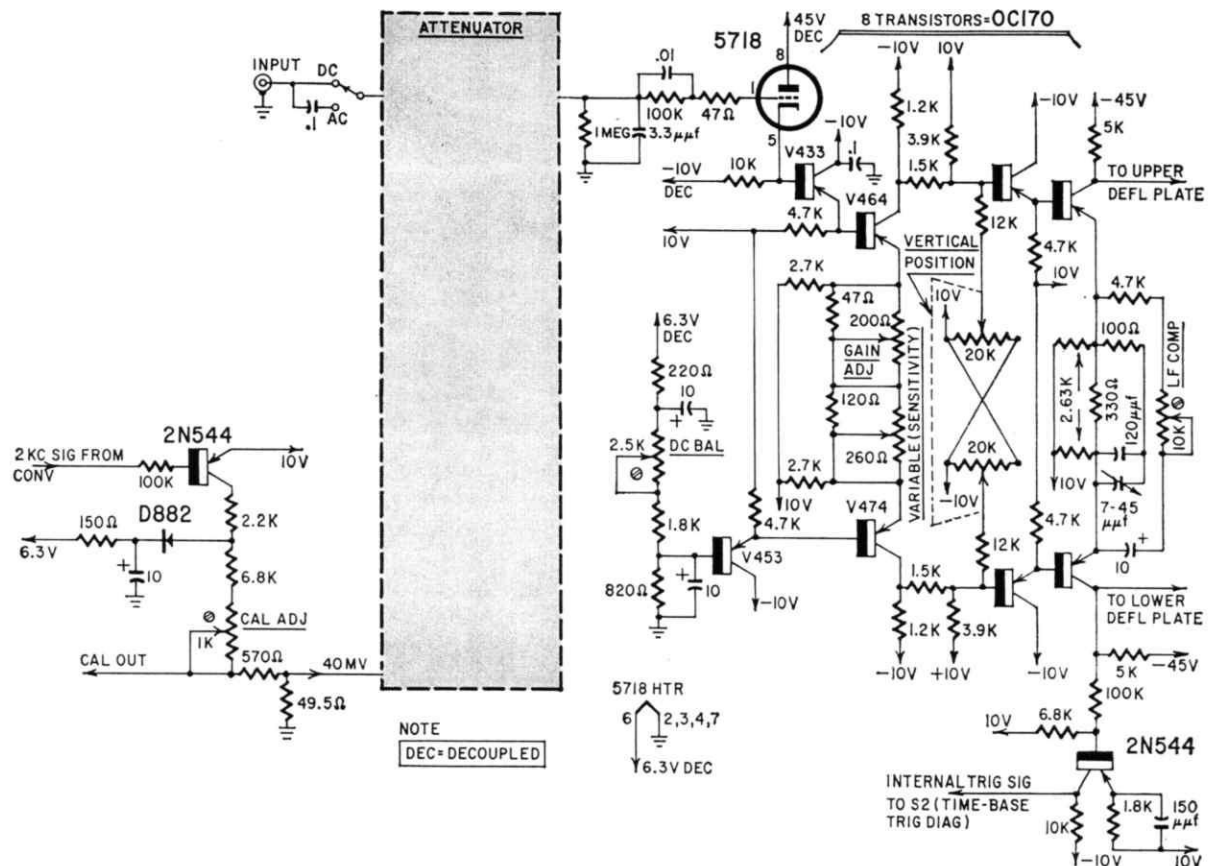 ATTENUATOR
INPUT
DC
AC
.1
.01
100K
47Ω
1 MEG
3.3μμf
1
5718
8
5
45V
DEC
8 TRANSISTORS=OC170
-10V
10V
1.2K
3.9K
1.5K
-10V
-45V
5K
TO UPPER
DEFL PLATE
-10V
DEC
10K
V433
-10V
.1
V464
10V
4.7K
VERTICAL
POSITION
12K
4.7K
10V
2.7K
47Ω
200Ω
GAIN
ADJ
120Ω
260Ω
2.7K
10V
VARIABLE (SENSITIVITY)
10V
20K
20K
-10V
4.7K
100Ω
2.63K
330Ω
120μμf
10K
LF COMP
10V
7-45
μμf
10
6.3V
DEC
220Ω
10
+
2.5K
DC BAL
1.8K
820Ω
+
10
4.7K
V453
-10V
V474
12K
4.7K
+
1.5K
1.2K
3.9K
-10V
+10V
-10V
TO LOWER
DEFL PLATE
5K
-45V
100K
2N544
2KC SIG FROM
CONV
100K
10V
2.2K
D882
150Ω
6.3V
+
10
6.8K
CAL ADJ
1K
CAL OUT
570Ω
40MV
49.5Ω
NOTE
DEC=DECOUPLED
5718 HTR
6
2,3,4,7
6.3V DEC
10V
6.8K
2N544
INTERNAL TRIG SIG
TO S2 (TIME-BASE
TRIG DIAG)
10K
-10V
1.8K
150
μμf
10V